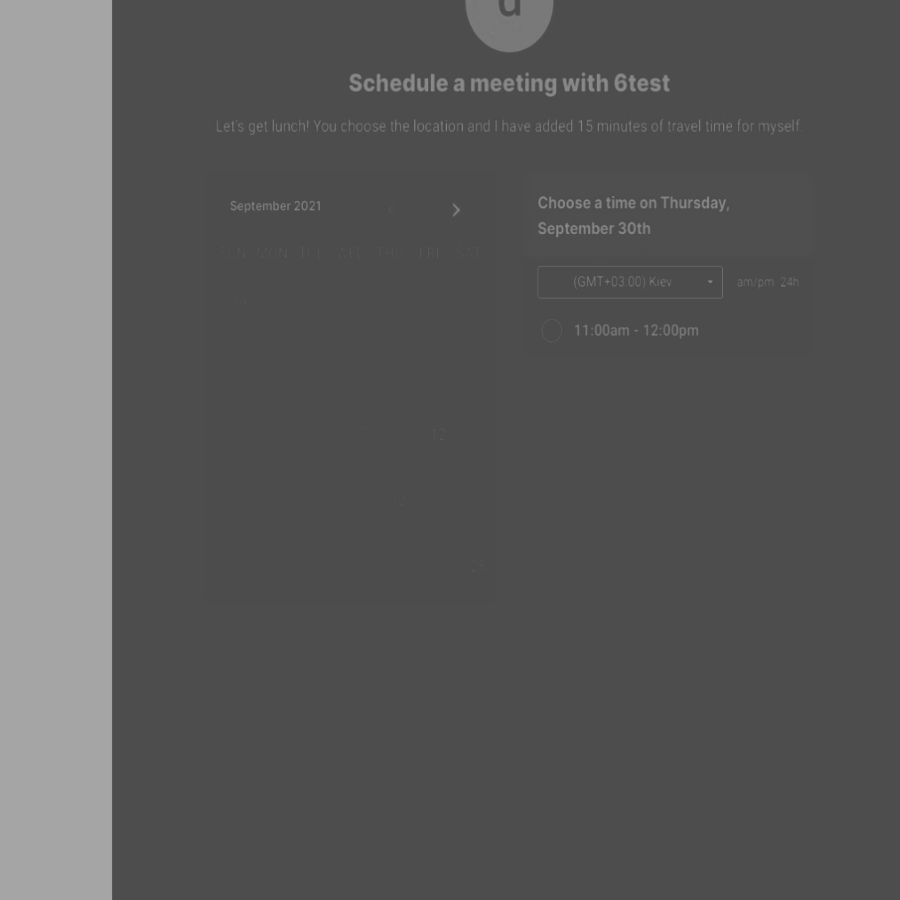 d
Schedule a meeting with 6test
Let's get lunch! You choose the location and I have added 15 minutes of travel time for myself.
September 2021
MON TUE WED THU FRI SAT
Choose a time on Thursday,
September 30th
(GMT+03:00) Kiev
am/pm 24h
11:00am - 12:00pm